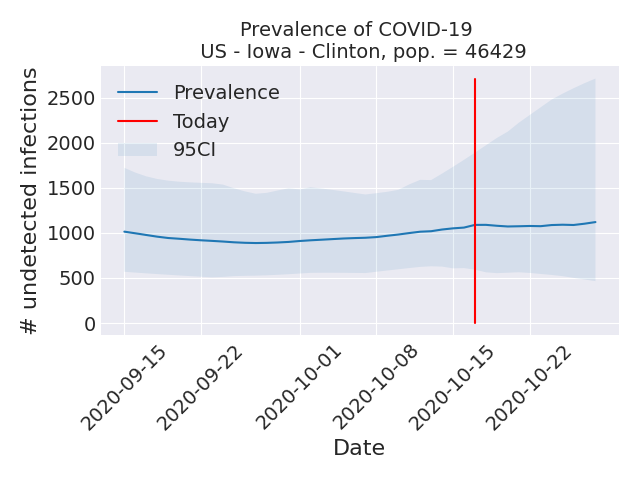 Prevalence of COVID-19
US - Iowa - Clinton, pop. = 46429
# undetected infections
2500
2000
1500
1000
500
0
Prevalence
Today
95CI
2020-09-15
2020-09-22
2020-10-01
2020-10-08
2020-10-15
2020-10-22
Date